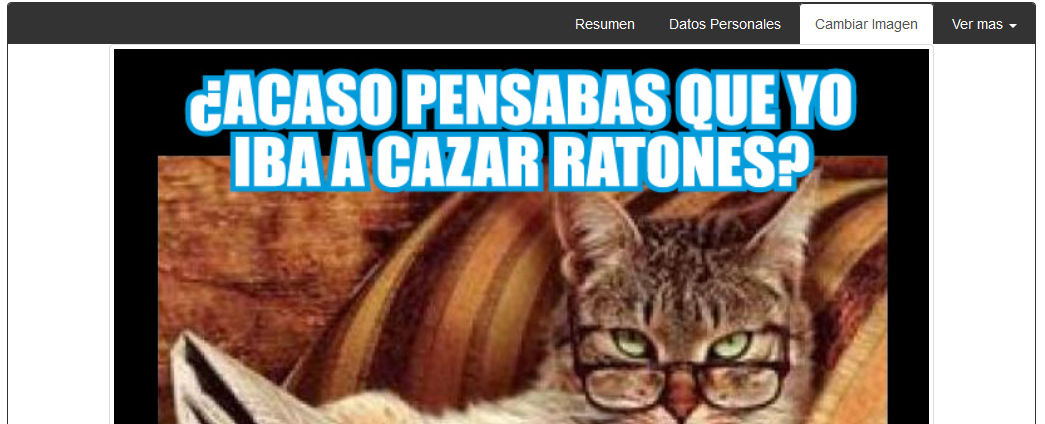 Resumen Datos Personales Cambiar Imagen Ver mas
¿ACASO PENSABAS QUE YO
IBA A CAZAR RATONES?